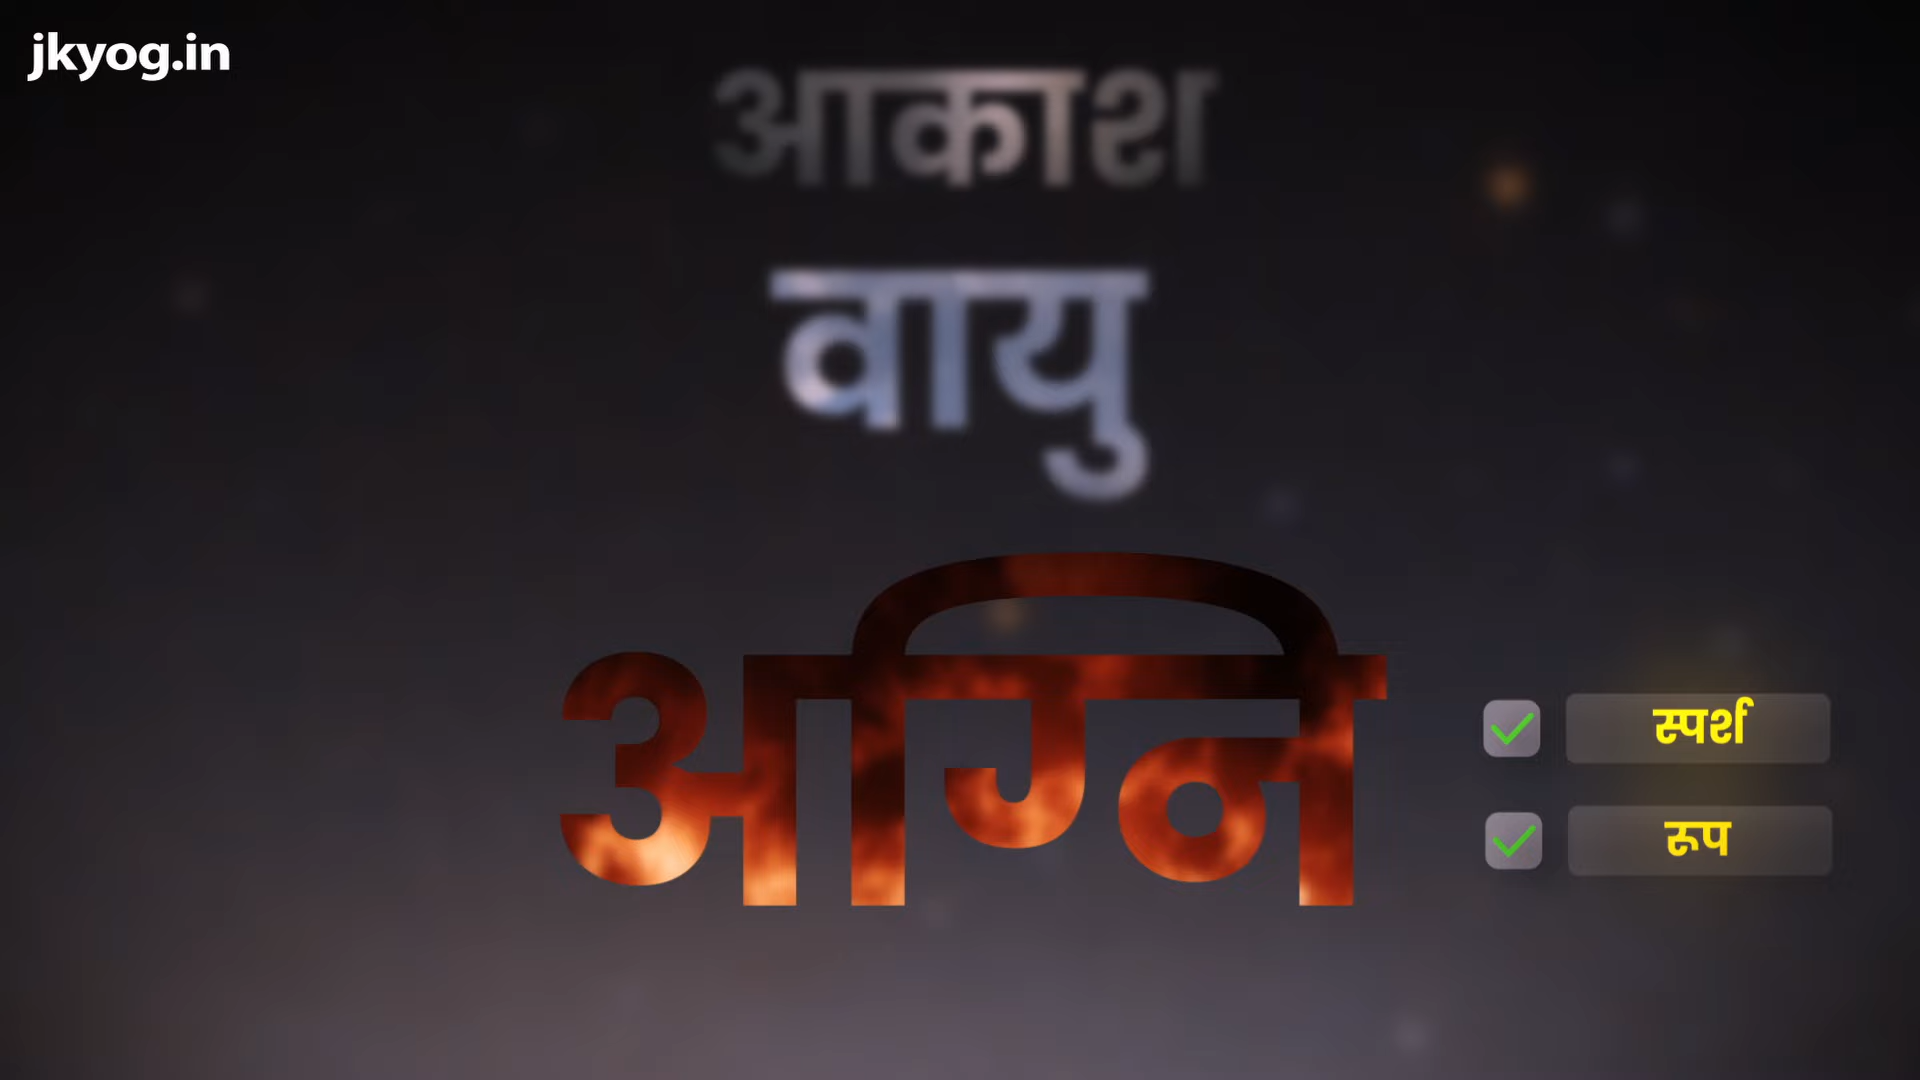 jkyog.in
आकाश
वायु
अग्नि
स्पर्श
रूप